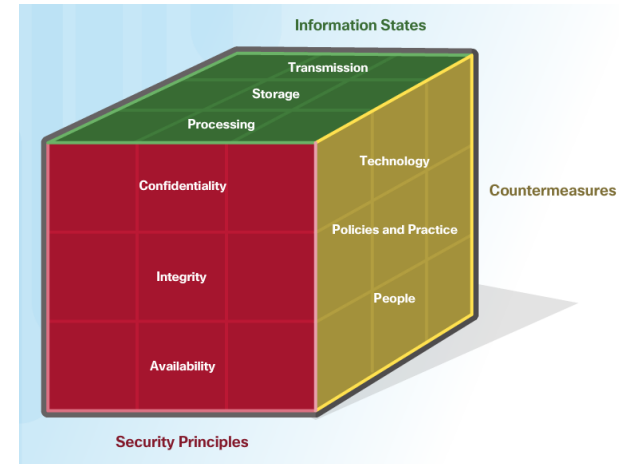 Information States
Transmission
Storage
Processing
Confidentiality
Technology
Countermeasures
Policies and Practice
Integrity
People
Availability
Security Principles